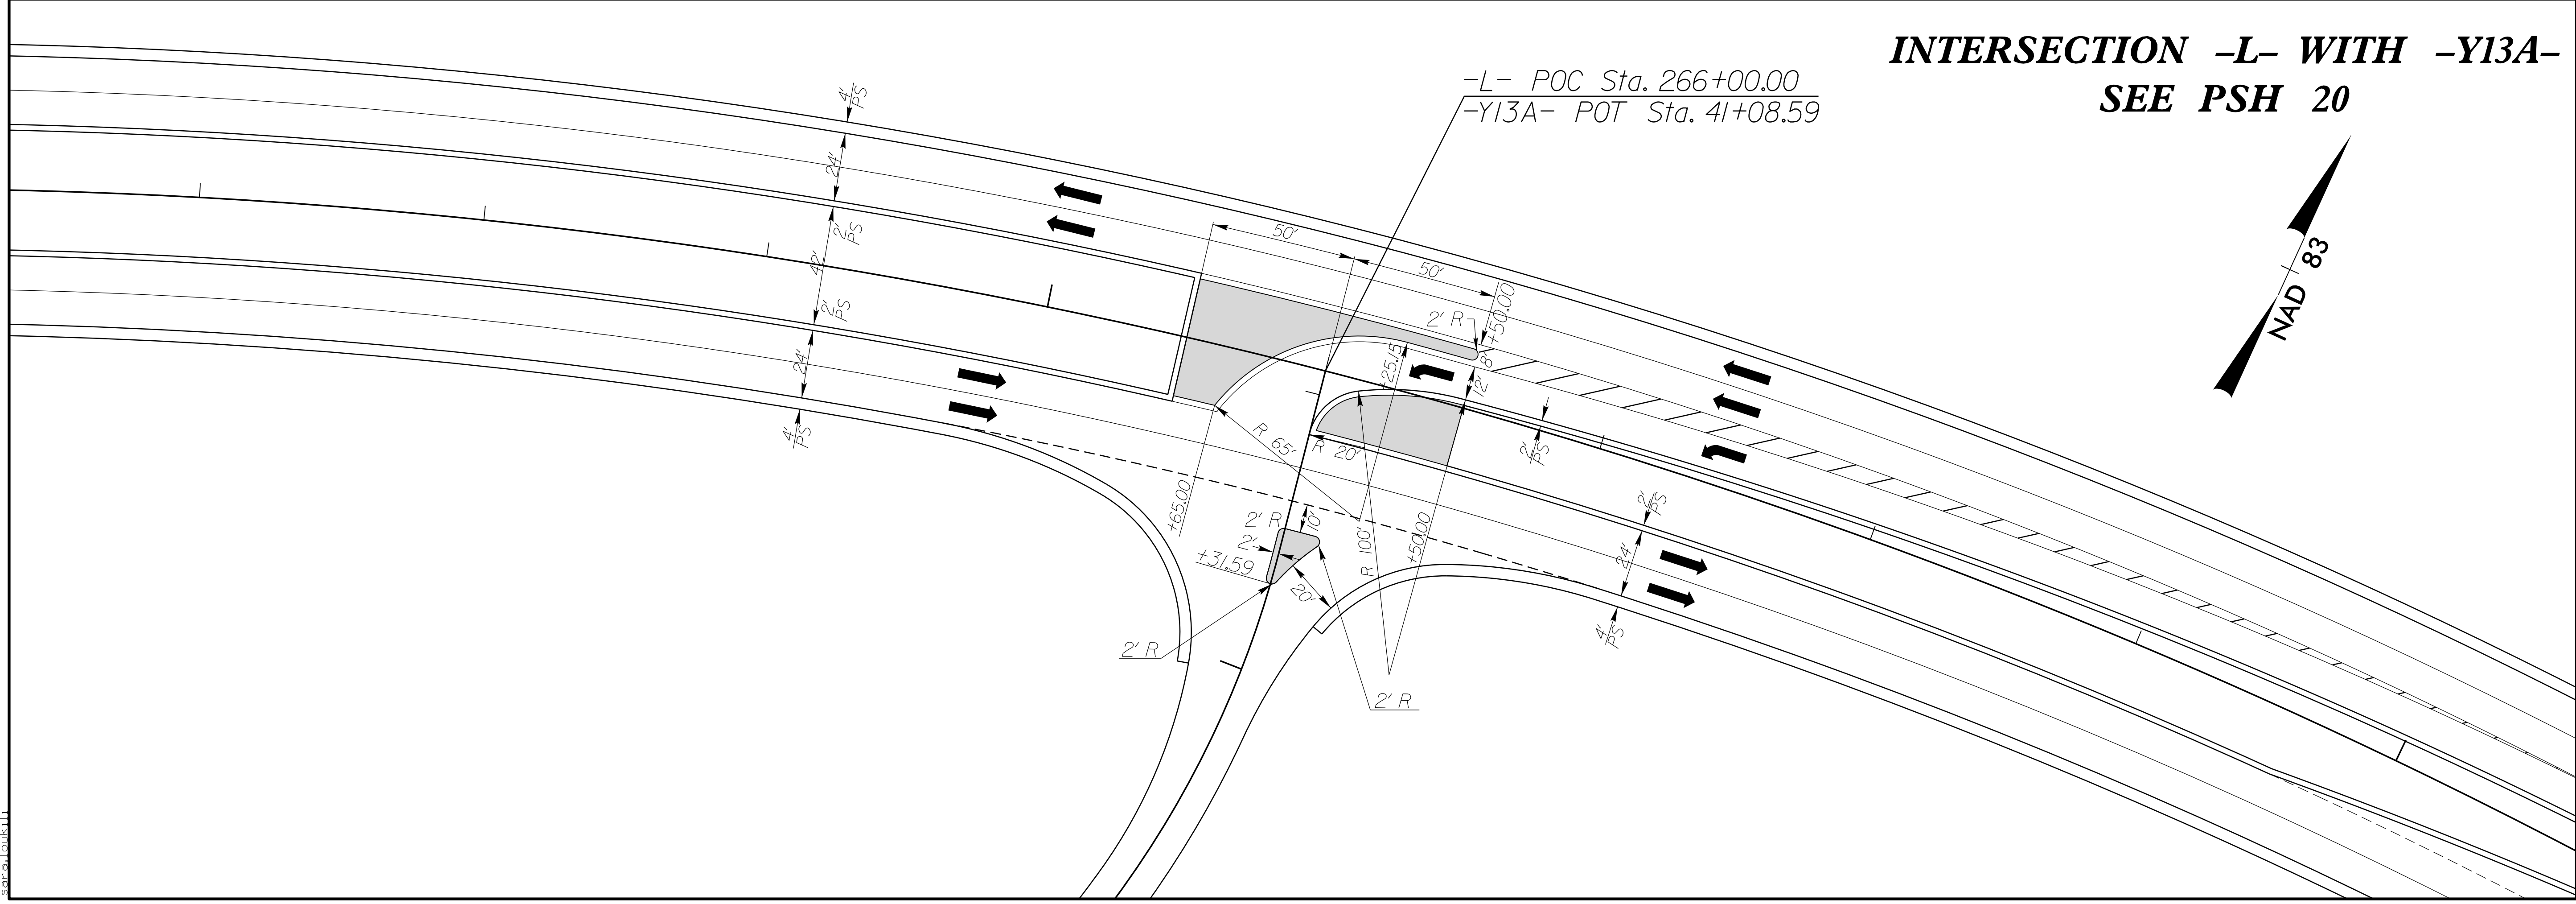 INTERSECTION -L- WITH -Y13A-
SEE PSH 20
-L- POC Sta. 266+00.00
-Y13A- POT Sta. 41+08.59
NAD 83
4'
PS
24'
2'
PS
42'
2'
PS
24'
4'
PS
50'
50'
2' R
+50.00
8'
12'
+25.15
R 65'
R 20'
2'
PS
+65.00
2' R
10'
2'
+31.59
20'
R 100'
+50.00
2' R
2' R
2'
PS
24'
4'
PS
sara.loukili